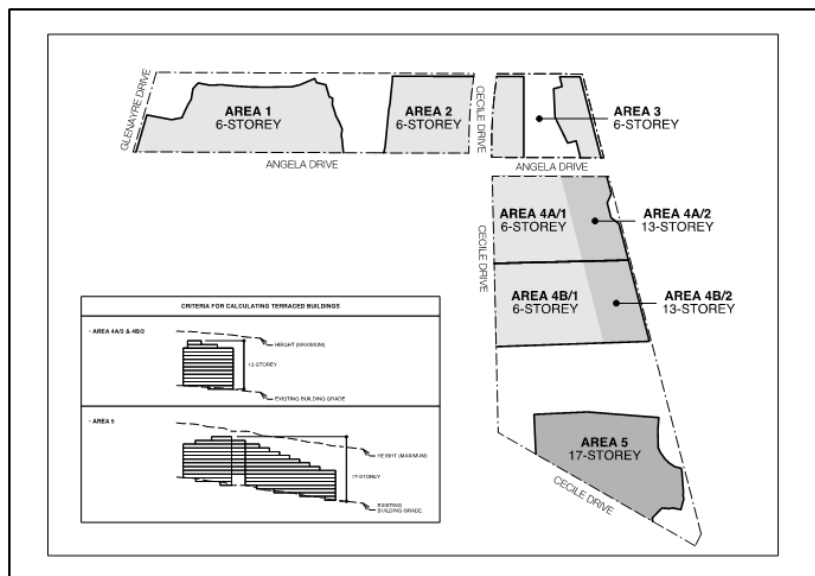 GLENAYRE DRIVE
AREA 1
6-STOREY
AREA 2
6-STOREY
CECILE DRIVE
AREA 3
6-STOREY
ANGELA DRIVE
ANGELA DRIVE
CECILE DRIVE
AREA 4A/1
6-STOREY
AREA 4A/2
13-STOREY
AREA 4B/1
6-STOREY
AREA 4B/2
13-STOREY
CRITERIA FOR CALCULATING TERRACED BUILDINGS
- AREA 4A/2 & 4B/2
HEIGHT (MAXIMUM)
13 STOREY
EXISTING BUILDING GRADE
- AREA 5
HEIGHT (MAXIMUM)
17-STOREY
EXISTING
BUILDING GRADE
AREA 5
17-STOREY
CECILE DRIVE